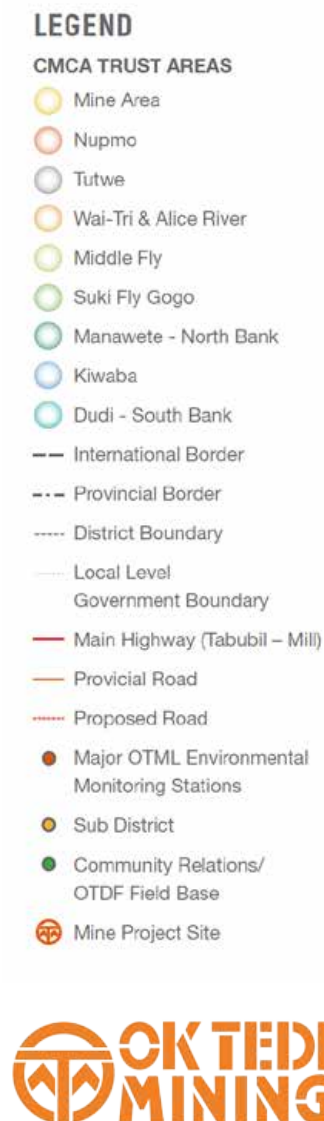 LEGEND
CMCA TRUST AREAS
Mine Area
Nupmo
Tutwe
Wai-Tri & Alice River
Middle Fly
Suki Fly Gogo
Manawete - North Bank
Kiwaba
Dudi - South Bank
International Border
Provincial Border
District Boundary
Local Level
Government Boundary
Main Highway (Tabubil – Mill)
Provicial Road
Proposed Road
Major OTML Environmental
Monitoring Stations
Sub District
Community Relations/
OTDF Field Base
Mine Project Site
OK TEDI
MINING